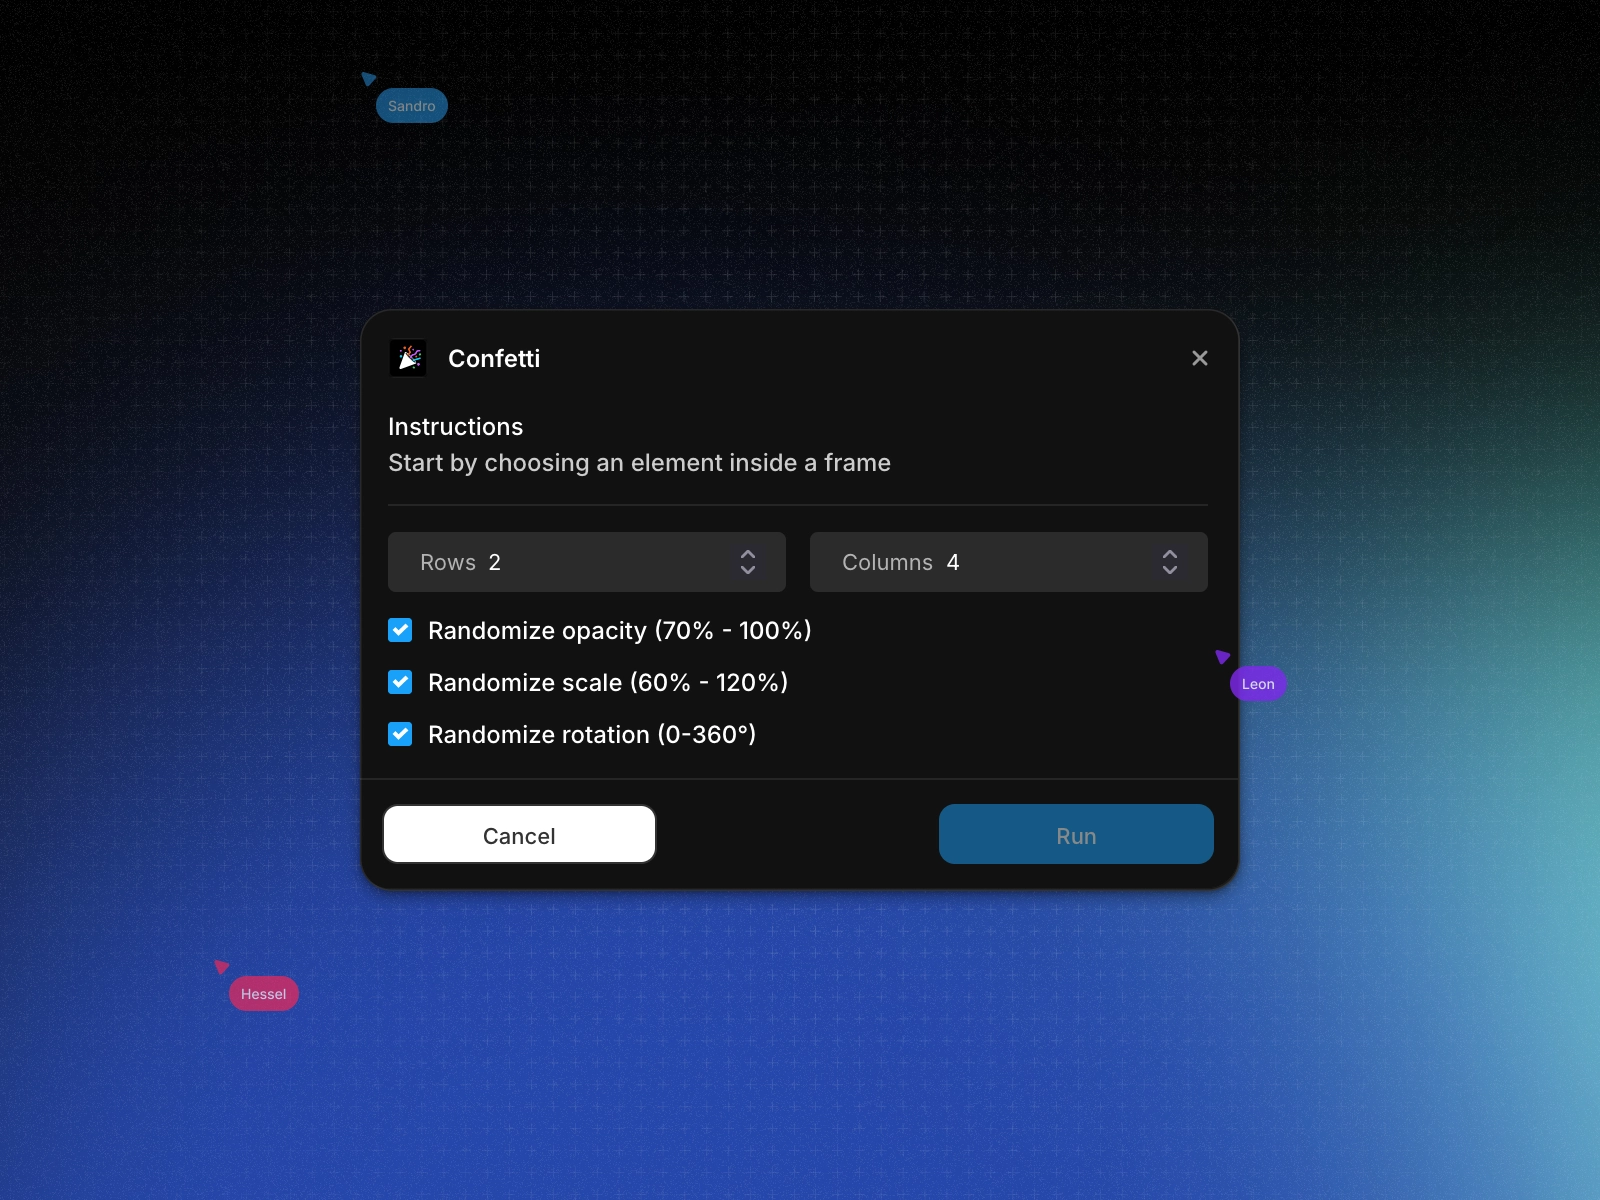 Sandro
Confetti
Instructions
Start by choosing an element inside a frame
Rows 2
Columns 4
Randomize opacity (70% - 100%)
Randomize scale (60% - 120%)
Leon
Randomize rotation (0-360°)
Cancel
Run
Hessel